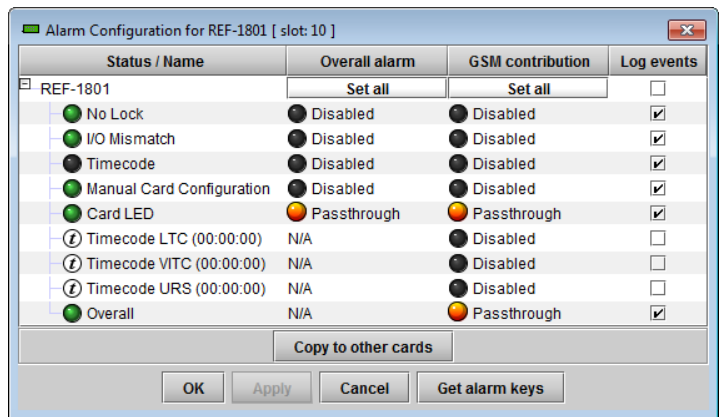 Alarm Configuration for REF-1801 [ slot: 10 ]
Status / Name Overall alarm GSM contribution Log events
REF-1801 Set all Set all
No Lock Disabled Disabled
I/O Mismatch Disabled Disabled
Timecode Disabled Disabled
Manual Card Configuration Disabled Disabled
Card LED Passthrough Passthrough
t Timecode LTC (00:00:00) N/A Disabled
t Timecode VITC (00:00:00) N/A Disabled
t Timecode URS (00:00:00) N/A Disabled
Overall N/A Passthrough
Copy to other cards
OK Apply Cancel Get alarm keys